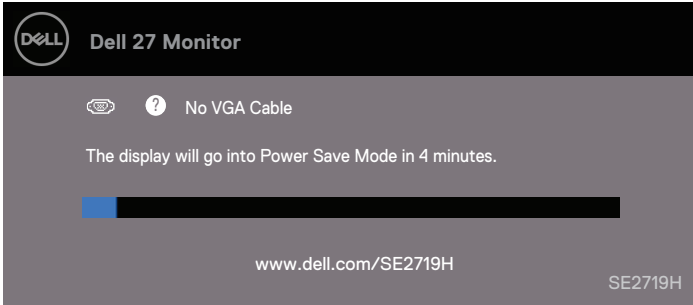 DELL
Dell 27 Monitor
? No VGA Cable
The display will go into Power Save Mode in 4 minutes.
www.dell.com/SE2719H
SE2719H